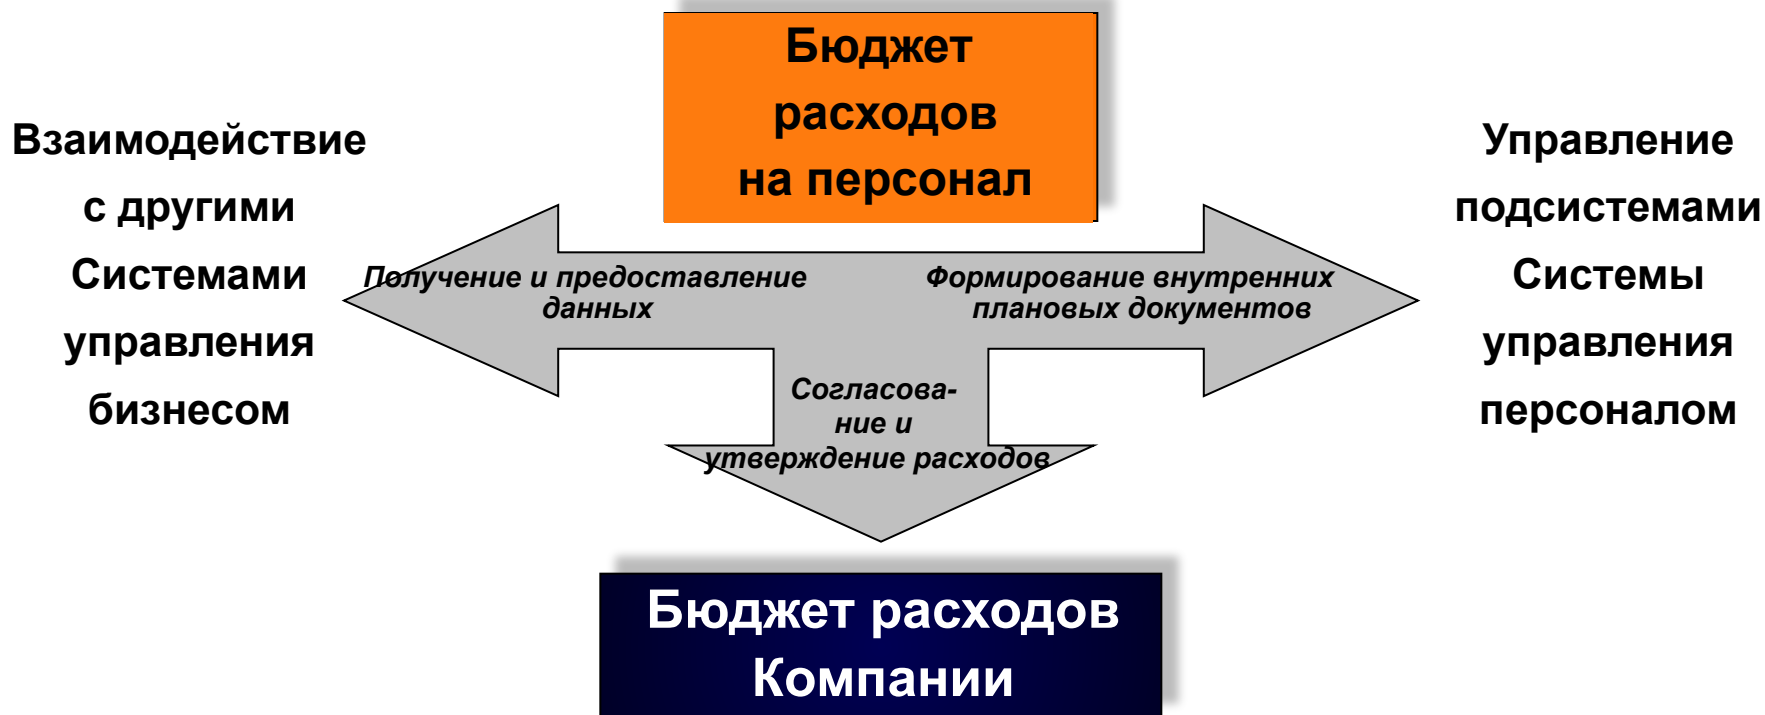 Бюджет
расходов
на персонал
Взаимодействие
с другими
Системами
управления
бизнесом
Получение и предоставление
данных
Формирование внутренних
плановых документов
Управление
подсистемами
Системы
управления
персоналом
Согласова-
ние и
утверждение расходов
Бюджет расходов
Компании